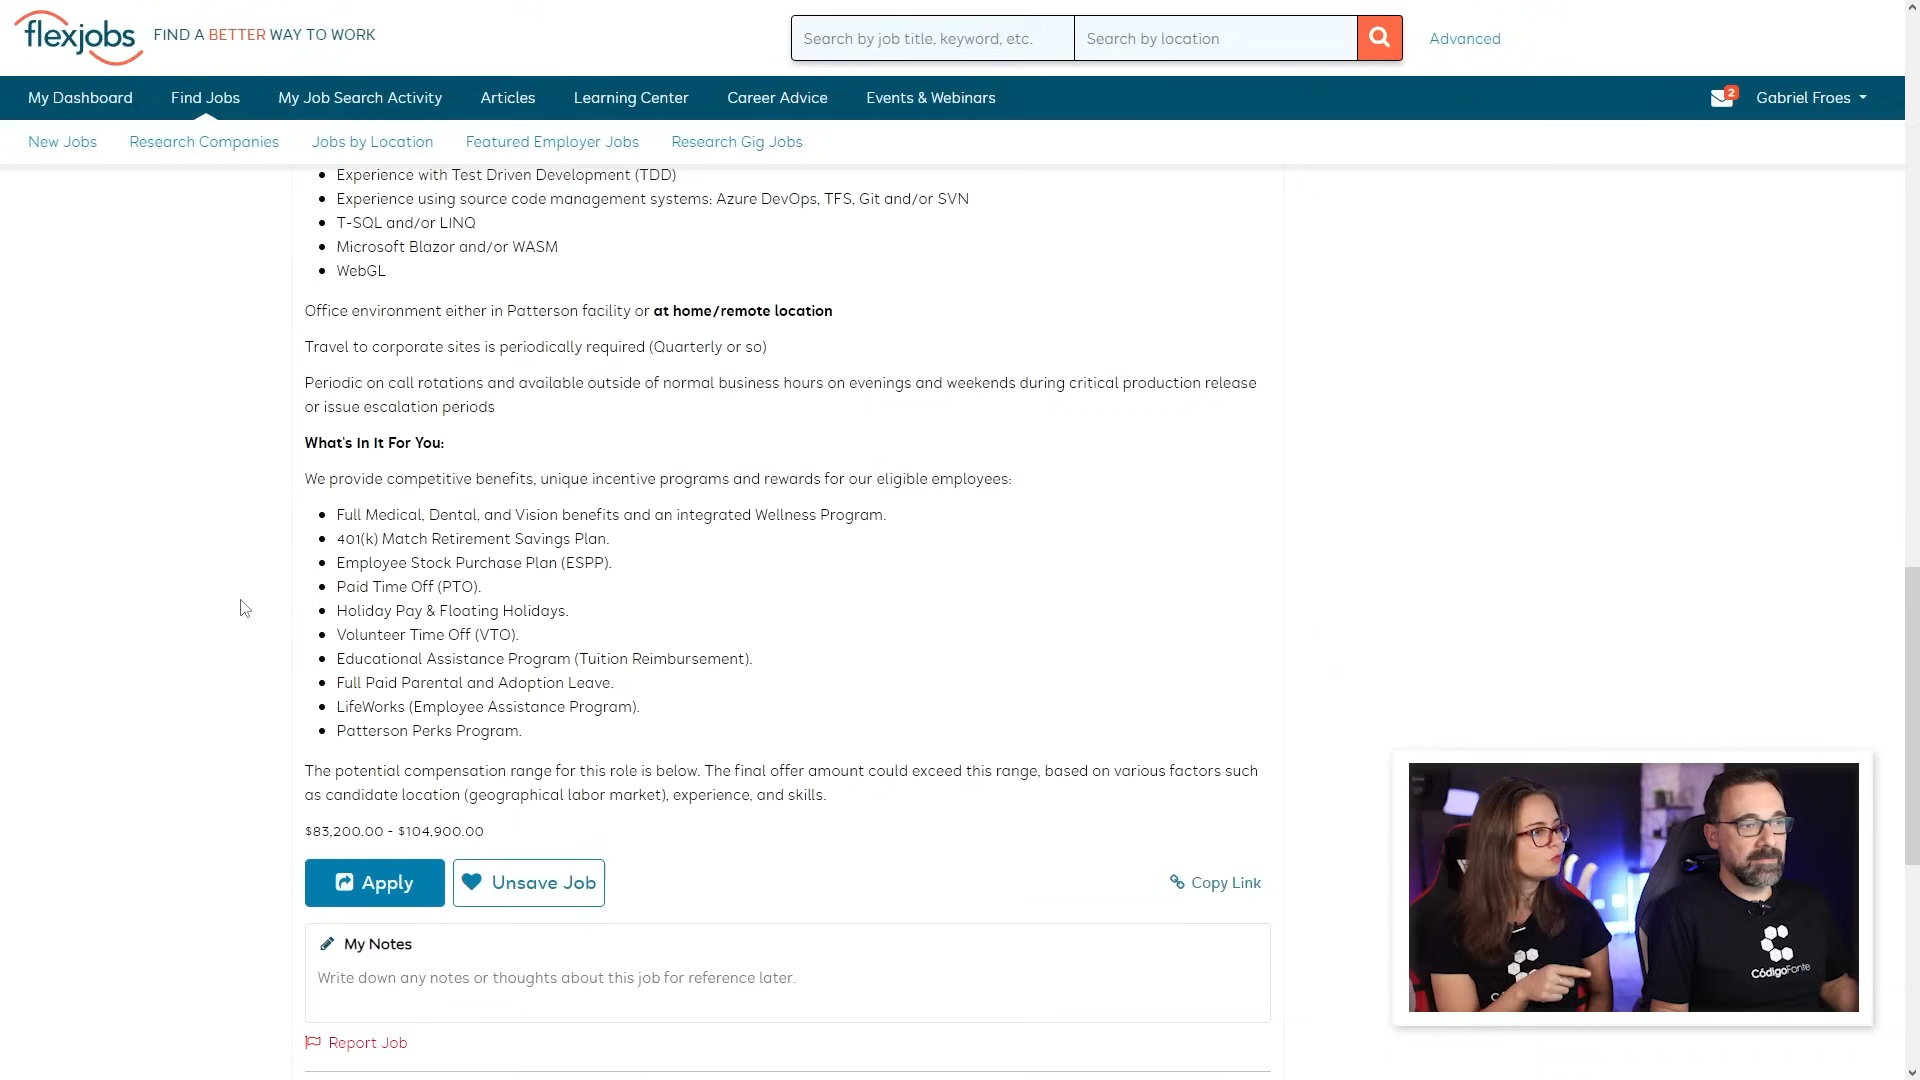 flexjobs
FIND A BETTER WAY TO WORK
Search by job title, keyword, etc.
Search by location
Advanced
My Dashboard
Find Jobs
My Job Search Activity
Articles
Learning Center
Career Advice
Events & Webinars
2
Gabriel Froes
New Jobs
Research Companies
Jobs by Location
Featured Employer Jobs
Research Gig Jobs
Experience with Test Driven Development (TDD)
Experience using source code management systems: Azure DevOps, TFS, Git and/or SVN
T-SQL and/or LINQ
Microsoft Blazor and/or WASM
WebGL
Office environment either in Patterson facility or at home/remote location
Travel to corporate sites is periodically required (Quarterly or so)
Periodic on call rotations and available outside of normal business hours on evenings and weekends during critical production release
or issue escalation periods
What's In It For You:
We provide competitive benefits, unique incentive programs and rewards for our eligible employees:
Full Medical, Dental, and Vision benefits and an integrated Wellness Program.
401(k) Match Retirement Savings Plan.
Employee Stock Purchase Plan (ESPP).
Paid Time Off (PTO).
Holiday Pay & Floating Holidays.
Volunteer Time Off (VTO).
Educational Assistance Program (Tuition Reimbursement).
Full Paid Parental and Adoption Leave.
LifeWorks (Employee Assistance Program).
Patterson Perks Program.
The potential compensation range for this role is below. The final offer amount could exceed this range, based on various factors such
as candidate location (geographical labor market), experience, and skills.
$83,200.00 - $104,900.00
Apply
Unsave Job
Copy Link
My Notes
Write down any notes or thoughts about this job for reference later.
Report Job
CódigoFonte